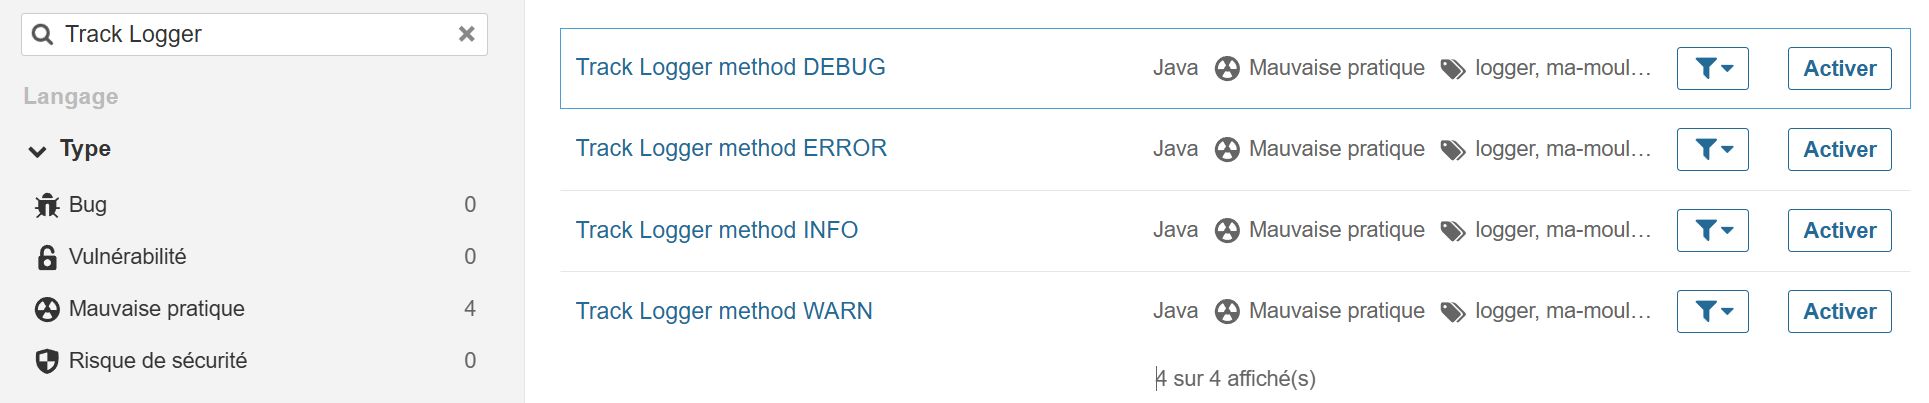 Track Logger
Langage
Type
Bug 0
Vulnérabilité 0
Mauvaise pratique 4
Risque de sécurité 0
Track Logger method DEBUG Java Mauvaise pratique logger, ma-moul... Activer
Track Logger method ERROR Java Mauvaise pratique logger, ma-moul... Activer
Track Logger method INFO Java Mauvaise pratique logger, ma-moul... Activer
Track Logger method WARN Java Mauvaise pratique logger, ma-moul... Activer
4 sur 4 affiché(s)